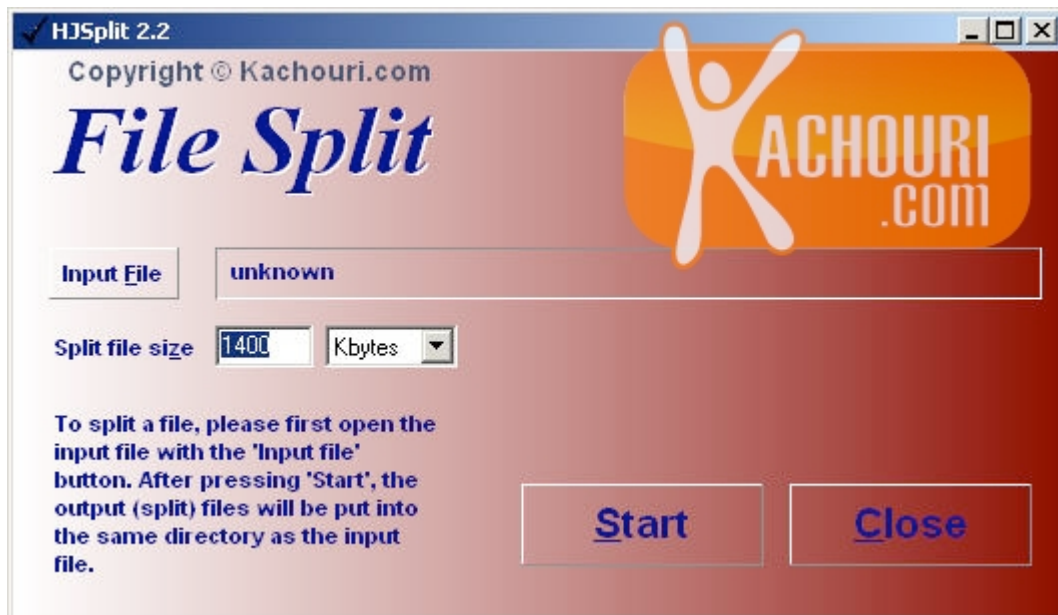 HJSplit 2.2
Copyright © Kachouri.com
File Split
KACHOURI
.COM
Input File
unknown
Split file size
1400
Kbytes
To split a file, please first open the
input file with the 'Input file'
button. After pressing 'Start', the
output (split) files will be put into
the same directory as the input
file.
Start
Close